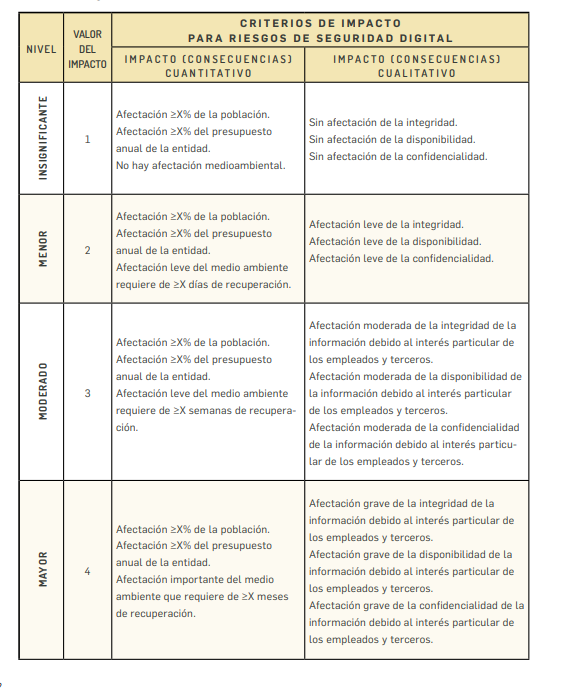 CRITERIOS DE IMPACTO
PARA RIESGOS DE SEGURIDAD DIGITAL
NIVEL
VALOR
DEL
IMPACTO
IMPACTO (CONSECUENCIAS)
CUANTITATIVO
IMPACTO (CONSECUENCIAS)
CUALITATIVO
INSIGNIFICANTE
1
Afectación ≥X% de la población.
Afectación ≥X% del presupuesto
anual de la entidad.
No hay afectación medioambiental.
Sin afectación de la integridad.
Sin afectación de la disponibilidad.
Sin afectación de la confidencialidad.
MENOR
2
Afectación ≥X% de la población.
Afectación ≥X% del presupuesto
anual de la entidad.
Afectación leve del medio ambiente
requiere de ≥X días de recuperación.
Afectación leve de la integridad.
Afectación leve de la disponibilidad.
Afectación leve de la confidencialidad.
MODERADO
3
Afectación ≥X% de la población.
Afectación ≥X% del presupuesto
anual de la entidad.
Afectación leve del medio ambiente
requiere de ≥X semanas de recupera-
ción.
Afectación moderada de la integridad de la
información debido al interés particular de
los empleados y terceros.
Afectación moderada de la disponibilidad de
la información debido al interés particular
de los empleados y terceros.
Afectación moderada de la confidencialidad
de la información debido al interés particu-
lar de los empleados y terceros.
MAYOR
4
Afectación ≥X% de la población.
Afectación ≥X% del presupuesto
anual de la entidad.
Afectación importante del medio
ambiente que requiere de ≥X meses
de recuperación.
Afectación grave de la integridad de la
información debido al interés particular de
los empleados y terceros.
Afectación grave de la disponibilidad de la
información debido al interés particular de
los empleados y terceros.
Afectación grave de la confidencialidad de la
información debido al interés particular de
los empleados y terceros.